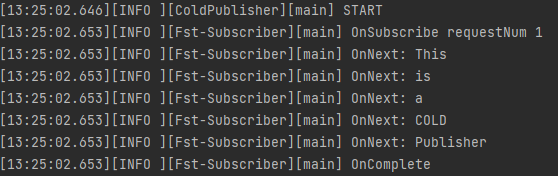 [13:25:02.646][INFO ][ColdPublisher][main] START
[13:25:02.653][INFO ][Fst-Subscriber][main] OnSubscribe requestNum 1
[13:25:02.653][INFO ][Fst-Subscriber][main] OnNext: This
[13:25:02.653][INFO ][Fst-Subscriber][main] OnNext: is
[13:25:02.653][INFO ][Fst-Subscriber][main] OnNext: a
[13:25:02.653][INFO ][Fst-Subscriber][main] OnNext: COLD
[13:25:02.653][INFO ][Fst-Subscriber][main] OnNext: Publisher
[13:25:02.653][INFO ][Fst-Subscriber][main] OnComplete